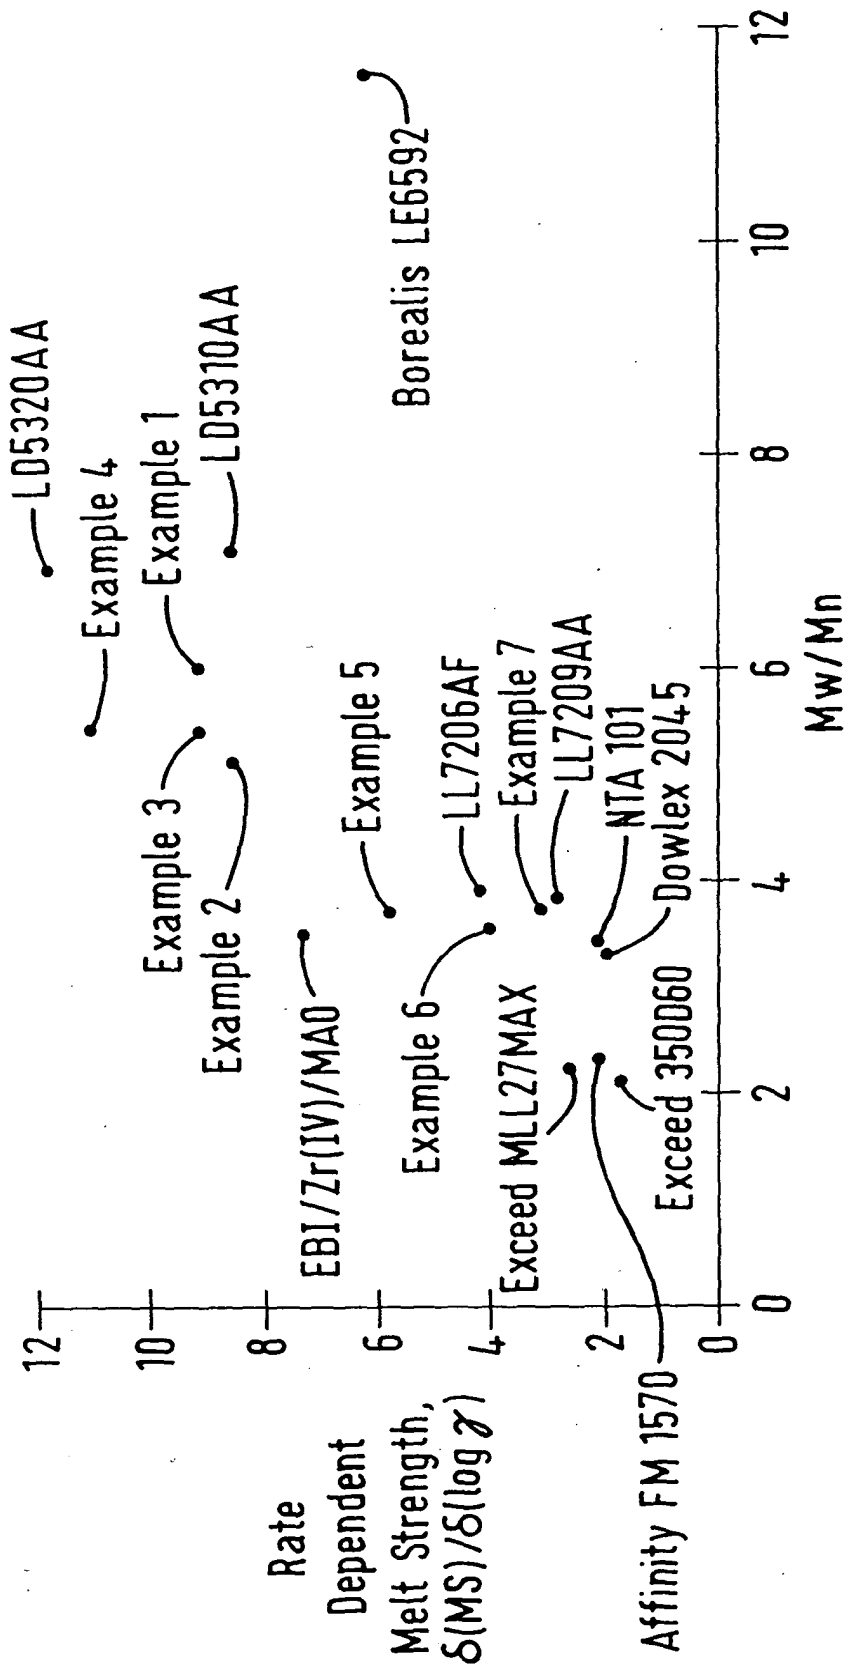 12
10
8
6
4
2
0
Rate
Dependent
Melt Strength,
δ(MS)/δ(log γ)
LD5320AA
Example 4
Example 1
LD5310AA
Example 3
Example 2
EBI/Zr(IV)/MAO
Example 5
Borealis LE6592
Example 6
LL7206AF
Example 7
LL7209AA
Exceed MLL27MAX
NTA 101
Dowlex 2045
Exceed 350D60
Affinity FM 1570
0
2
4
6
8
10
12
Mw/Mn